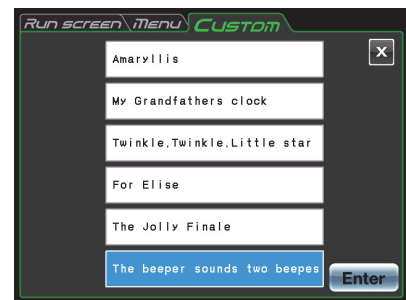 Run screen Menu Custom
X
Amaryllis
My Grandfathers clock
Twinkle,Twinkle,Little star
For Elise
The Jolly Finale
The beeper sounds two beepes
Enter